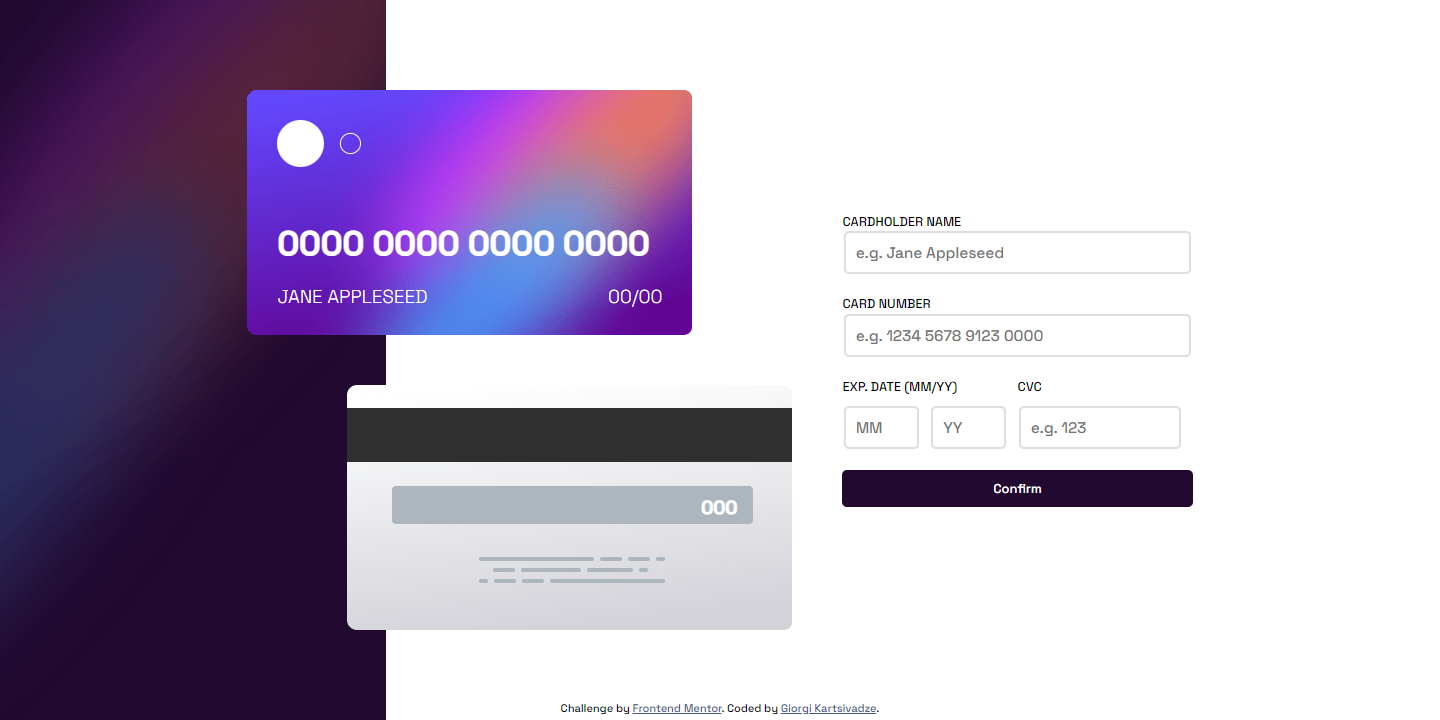 0000 0000 0000 0000
JANE APPLESEED 00/00
000
CARDHOLDER NAME
e.g. Jane Appleseed
CARD NUMBER
e.g. 1234 5678 9123 0000
EXP. DATE (MM/YY) CVC
MM YY e.g. 123
Confirm
Challenge by Frontend Mentor. Coded by Giorgi Kartsivadze.